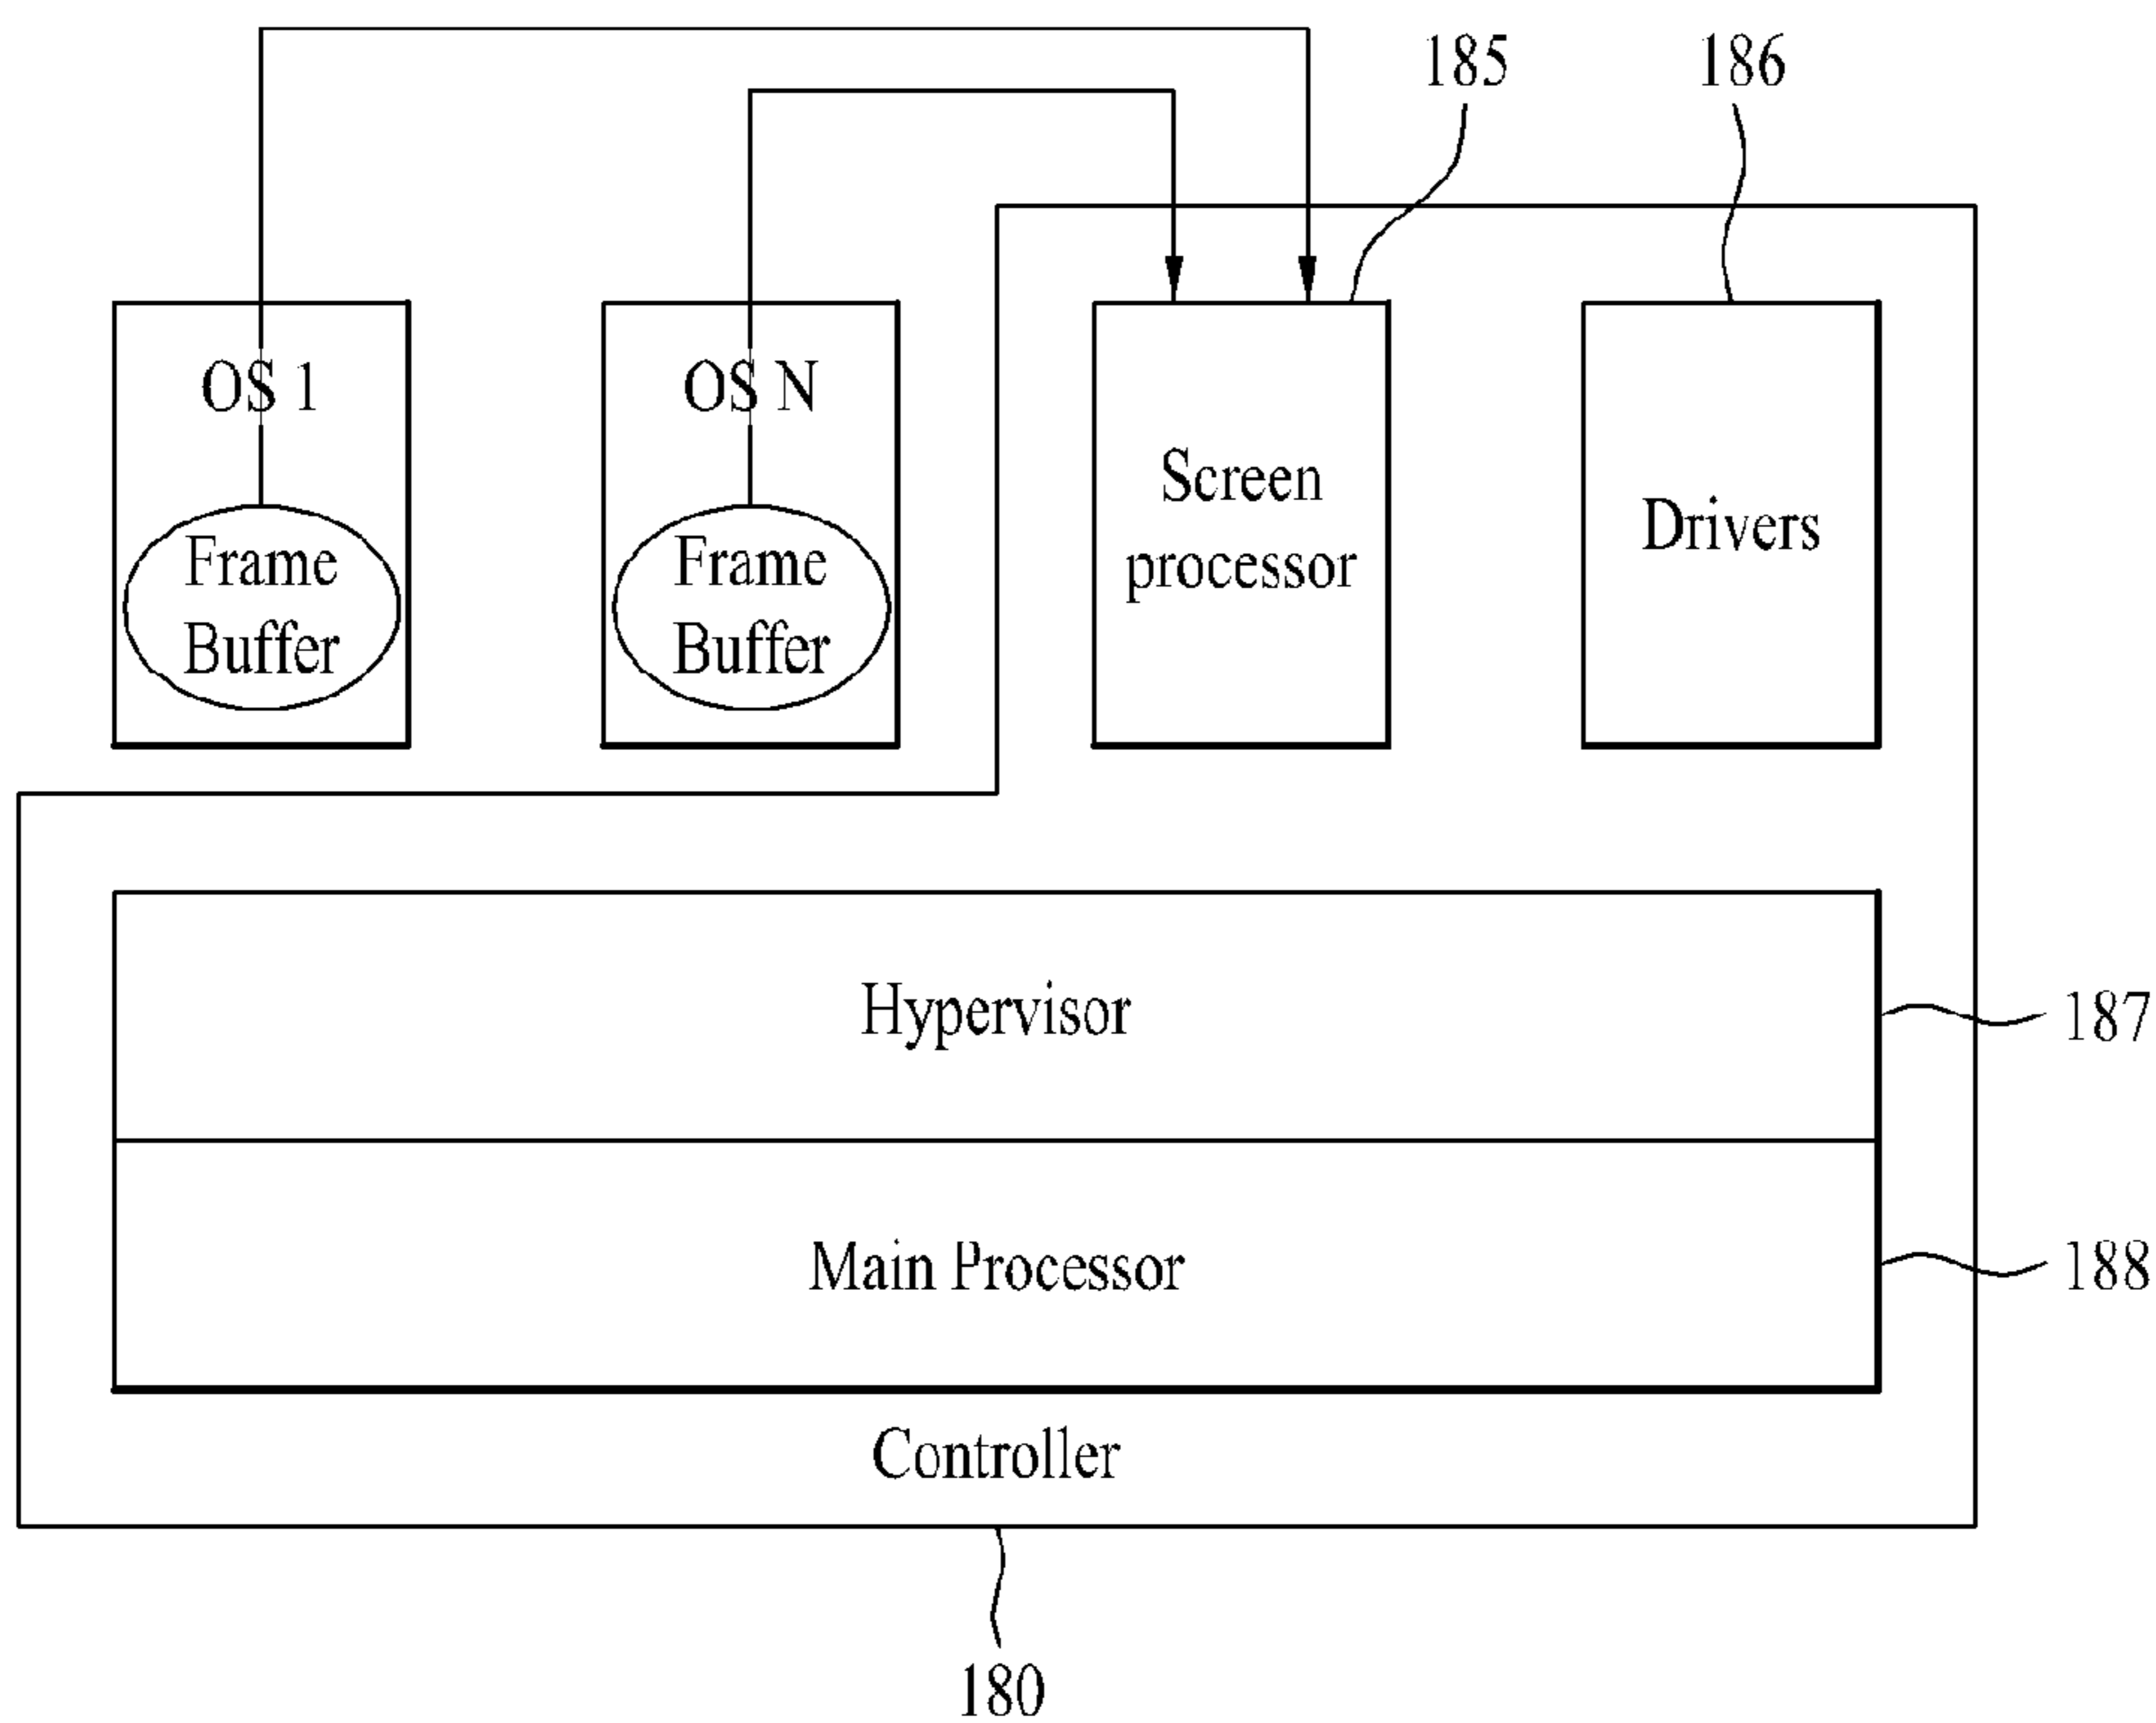 185
186
OS 1
OS N
Frame
Buffer
Frame
Buffer
Screen
processor
Drivers
Hypervisor
187
Main Processor
188
Controller
180